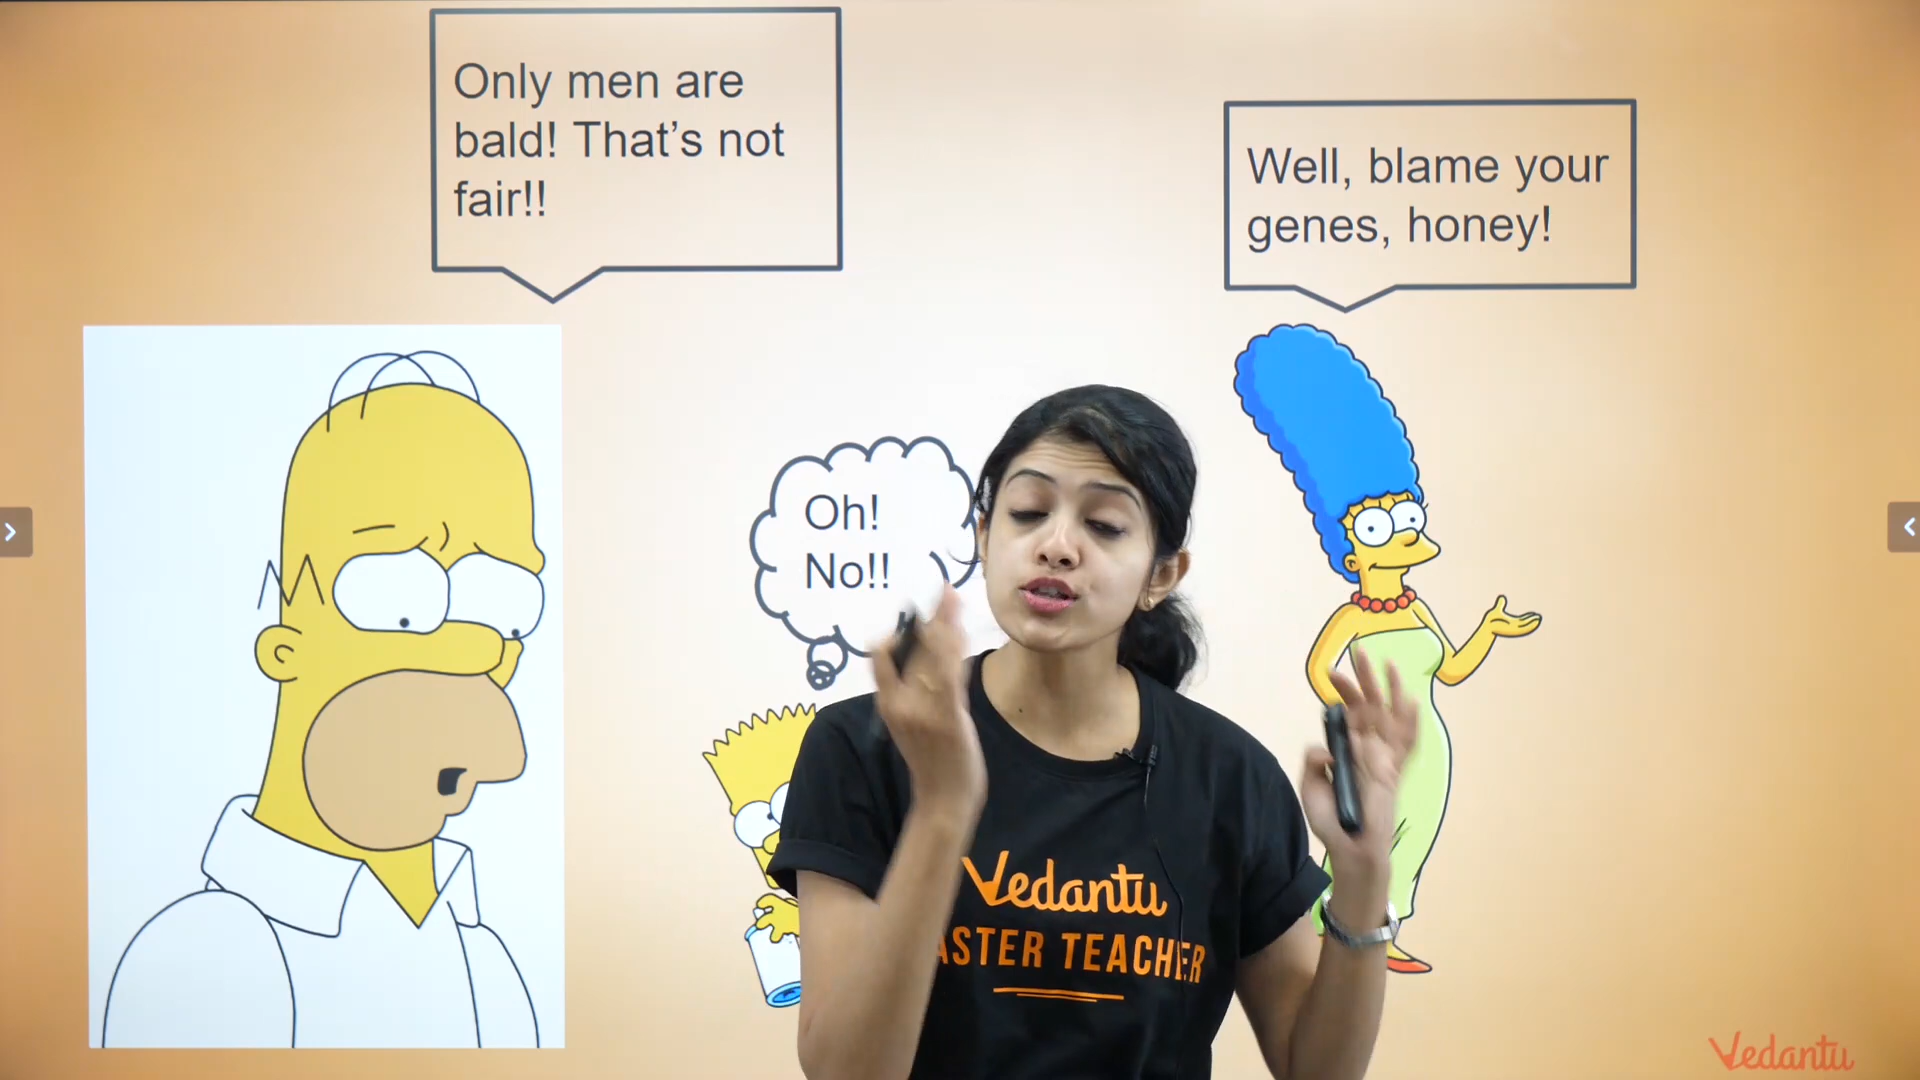 Only men are
bald! That’s not
fair!!
Well, blame your
genes, honey!
Oh!
No!!
Vedantu
ASTER TEACHER
Vedantu